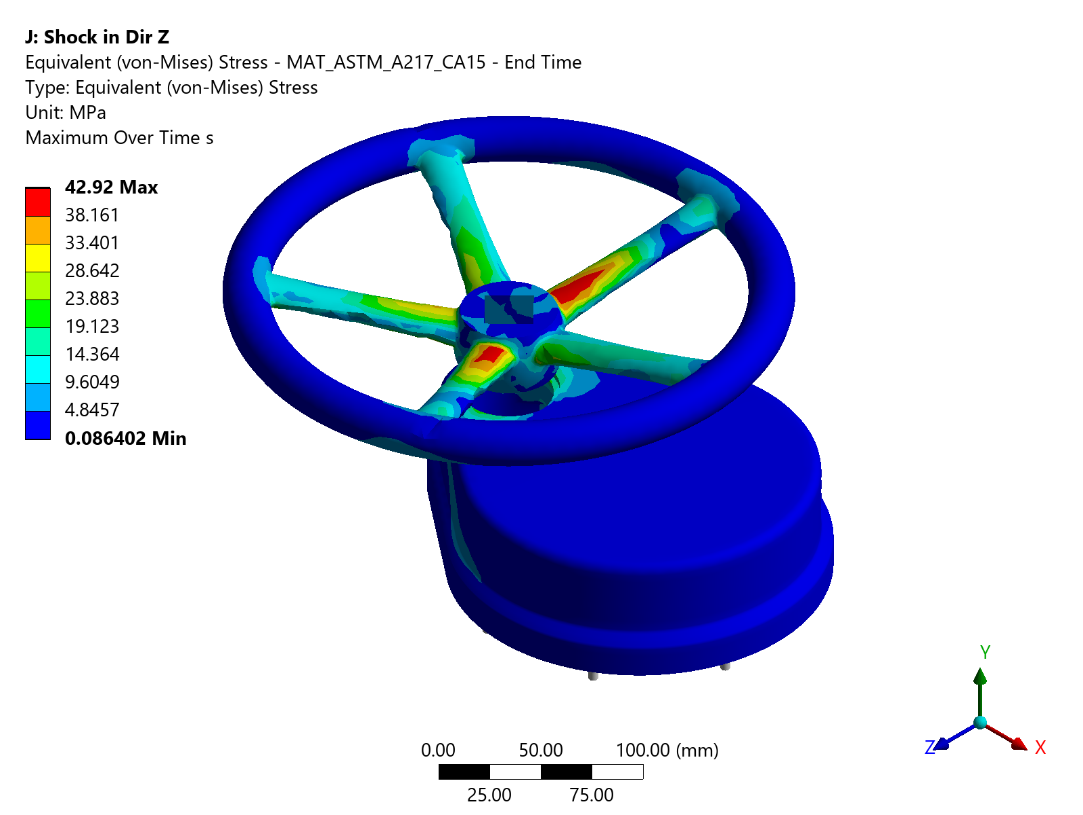 J: Shock in Dir Z
Equivalent (von-Mises) Stress - MAT_ASTM_A217_CA15 - End Time
Type: Equivalent (von-Mises) Stress
Unit: MPa
Maximum Over Time s
42.92 Max
38.161
33.401
28.642
23.883
19.123
14.364
9.6049
4.8457
0.086402 Min
Y
Z X
0.00 50.00 100.00 (mm)
25.00 75.00